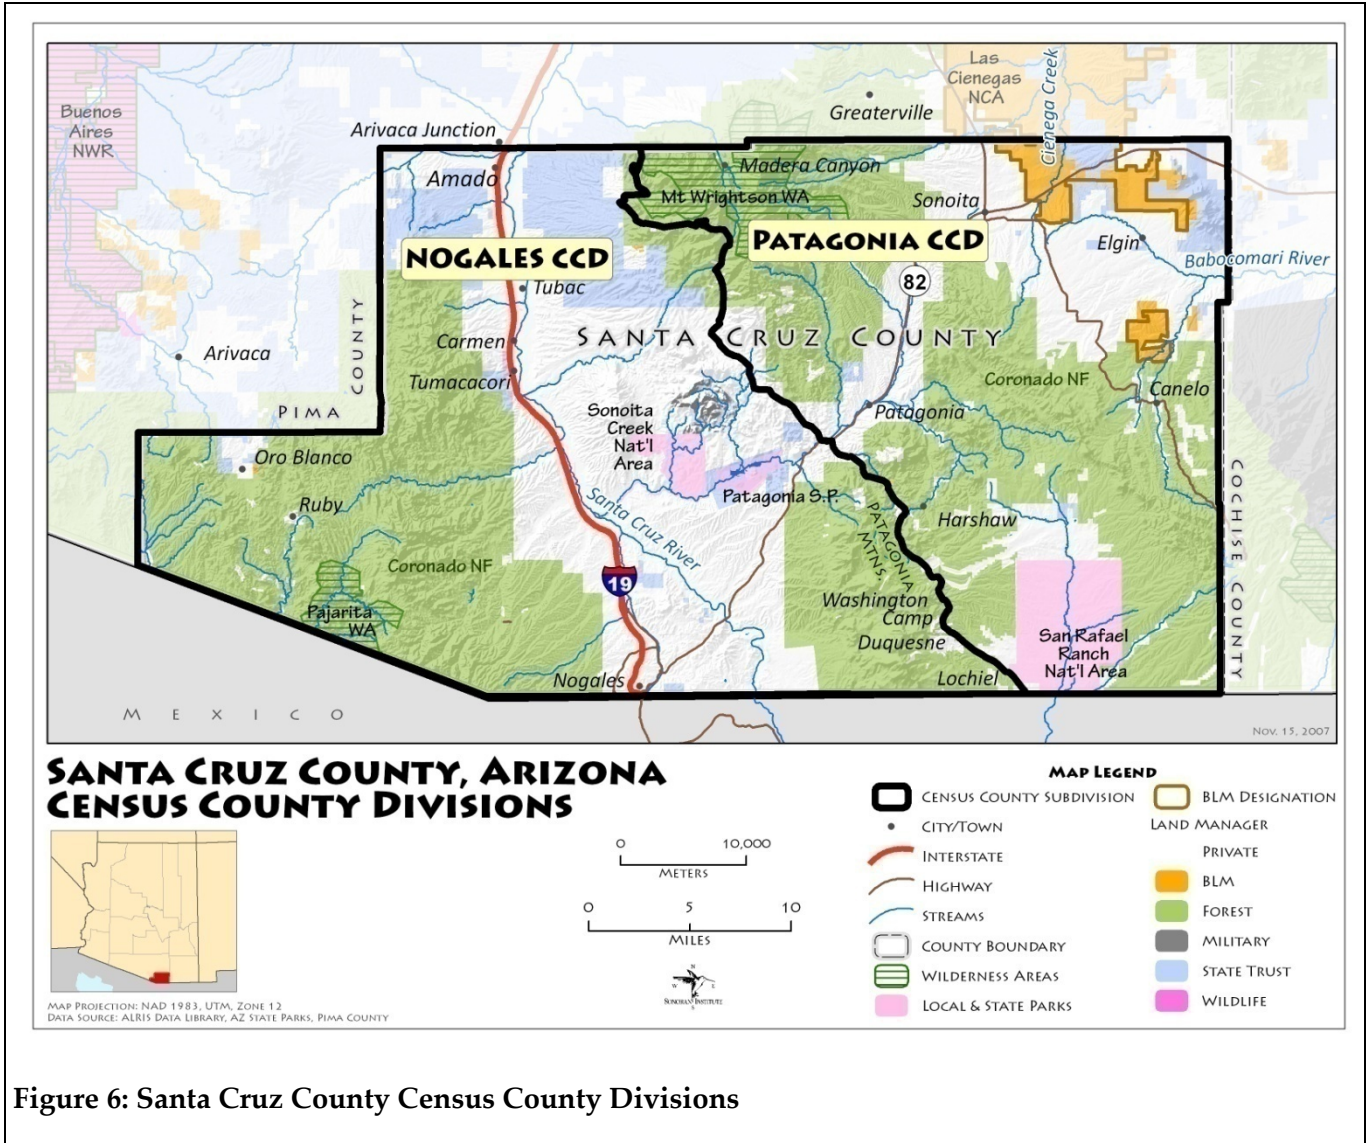 Las
Cienegas
NCA
Cienega Creek
Greaterville
Buenos
Aires
NWR
Arivaca Junction
Amado
Madera Canyon
Mt Wrightson WA
Sonoita
NOGALES CCD
PATAGONIA CCD
Elgin
Babocomari River
82
Tubac
COUNTY
SANTA CRUZ COUNTY
Carmen
Arivaca
Tumacacori
Coronado NF
Canelo
PIMA
Sonoita
Creek
Nat'l
Area
Patagonia
Oro Blanco
Patagonia S.P.
Ruby
Santa Cruz River
Harshaw
PATAGONIA
MTNS.
COCHISE COUNTY
Coronado NF
19
Pajarita
WA
Washington
Camp
Duquesne
San Rafael
Ranch
Nat'l Area
Nogales
Lochiel
MEXICO
NOV. 15, 2007
SANTA CRUZ COUNTY, ARIZONA
CENSUS COUNTY DIVISIONS
MAP PROJECTION: NAD 1983, UTM, ZONE 12
DATA SOURCE: ALRIS DATA LIBRARY, AZ STATE PARKS, PIMA COUNTY
0 10,000
METERS
0 5 10
MILES
N
W E
S
SONORAN INSTITUTE
MAP LEGEND
CENSUS COUNTY SUBDIVISION
CITY/TOWN
INTERSTATE
HIGHWAY
STREAMS
COUNTY BOUNDARY
WILDERNESS AREAS
LOCAL & STATE PARKS
BLM DESIGNATION
LAND MANAGER
PRIVATE
BLM
FOREST
MILITARY
STATE TRUST
WILDLIFE
Figure 6: Santa Cruz County Census County Divisions